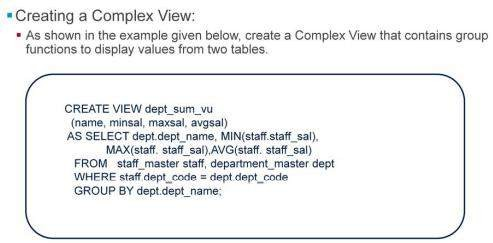 Creating a Complex View:
As shown in the example given below, create a Complex View that contains group
functions to display values from two tables.
CREATE VIEW dept_sum_vu
(name, minsal, maxsal, avgsal)
AS SELECT dept.dept_name, MIN(staff.staff_sal),
MAX(staff. staff_sal),AVG(staff. staff_sal)
FROM staff_master staff, department_master dept
WHERE staff.dept_code = dept.dept_code
GROUP BY dept.dept_name;